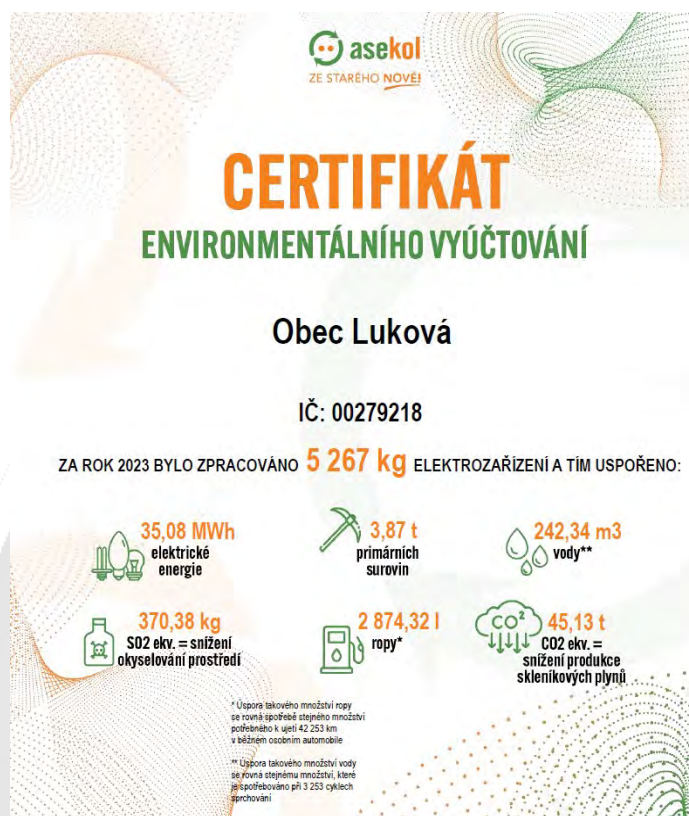 asekol
ZE STARÉHO NOVÉ!
CERTIFIKÁT
ENVIRONMENTÁLNÍHO VYÚČTOVÁNÍ
Obec Luková
IČ: 00279218
ZA ROK 2023 BYLO ZPRACOVÁNO 5 267 kg ELEKTROZAŘÍZENÍ A TÍM USPOŘENO:
35,08 MWh
elektrické
energie
3,87 t
primárních
surovin
242,34 m3
vody**
370,38 kg
SO2 ekv. = snížení
okyselování prostředí
2 874,32 l
ropy*
CO2
45,13 t
CO2 ekv. =
snížení produkce
skleníkových plynů
* Úspora takového množství ropy
se rovná spotřebě stejného množství
potřebného k ujetí 42 253 km
v běžném osobním automobile
** Úspora takového množství vody
se rovná stejnému množství, které
je spotřebováno při 3 253 cyklech
sprchování